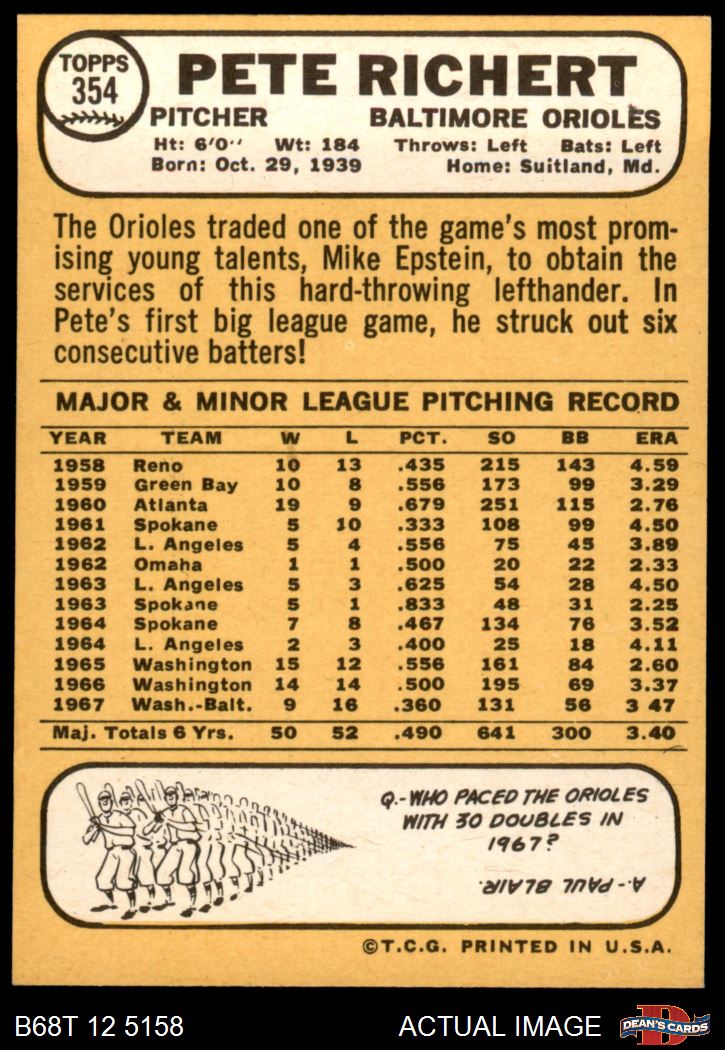 TOPPS
354
PETE RICHERT
PITCHER BALTIMORE ORIOLES
Ht: 6'0'' Wt: 184 Throws: Left Bats: Left
Born: Oct. 29, 1939 Home: Suitland, Md.
The Orioles traded one of the game's most prom-
ising young talents, Mike Epstein, to obtain the
services of this hard-throwing lefthander. In
Pete's first big league game, he struck out six
consecutive batters!
MAJOR & MINOR LEAGUE PITCHING RECORD
YEAR TEAM W L PCT. SO BB ERA
1958 Reno 10 13 .435 215 143 4.59
1959 Green Bay 10 8 .556 173 99 3.29
1960 Atlanta 19 9 .679 251 115 2.76
1961 Spokane 5 10 .333 108 99 4.50
1962 L. Angeles 5 4 .556 75 45 3.89
1962 Omaha 1 1 .500 20 22 2.33
1963 L. Angeles 5 3 .625 54 28 4.50
1963 Spokane 5 1 .833 48 31 2.25
1964 Spokane 7 8 .467 134 76 3.52
1964 L. Angeles 2 3 .400 25 18 4.11
1965 Washington 15 12 .556 161 84 2.60
1966 Washington 14 14 .500 195 69 3.37
1967 Wash.-Balt. 9 16 .360 131 56 3 47
Maj. Totals 6 Yrs. 50 52 .490 641 300 3.40
Q.-WHO PACED THE ORIOLES
WITH 30 DOUBLES IN
1967?
A.-PAUL BLAIR.
©T.C.G. PRINTED IN U.S.A.
B68T 12 5158 ACTUAL IMAGE D DEAN'S CARDS